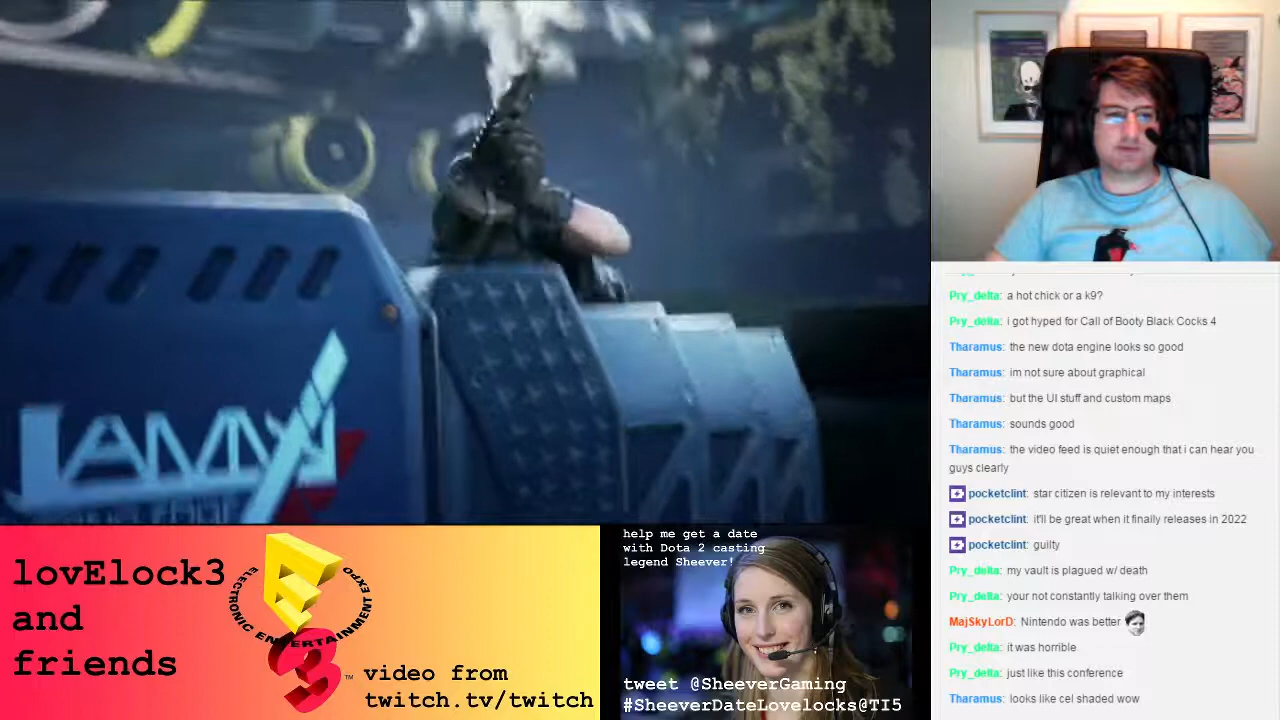 Pry_delta: a hot chick or a k9?
Pry_delta: i got hyped for Call of Booty Black Cocks 4
Tharamus: the new dota engine looks so good
Tharamus: im not sure about graphical
Tharamus: but the UI stuff and custom maps
Tharamus: sounds good
Tharamus: the video feed is quiet enough that i can hear you
guys clearly
pocketclint: star citizen is relevant to my interests
pocketclint: it'll be great when it finally releases in 2022
pocketclint: guilty
Pry_delta: my vault is plagued w/ death
Pry_delta: your not constantly talking over them
MajSkyLorD: Nintendo was better
Pry_delta: it was horrible
Pry_delta: just like this conference
Tharamus: looks like cel shaded wow
lovElock3
and
friends
E3
ELECTRONIC ENTERTAINMENT EXPO
TM
video from
twitch.tv/twitch
help me get a date
with Dota 2 casting
legend Sheever!
tweet @SheeverGaming
#SheeverDateLovelocks@TI5